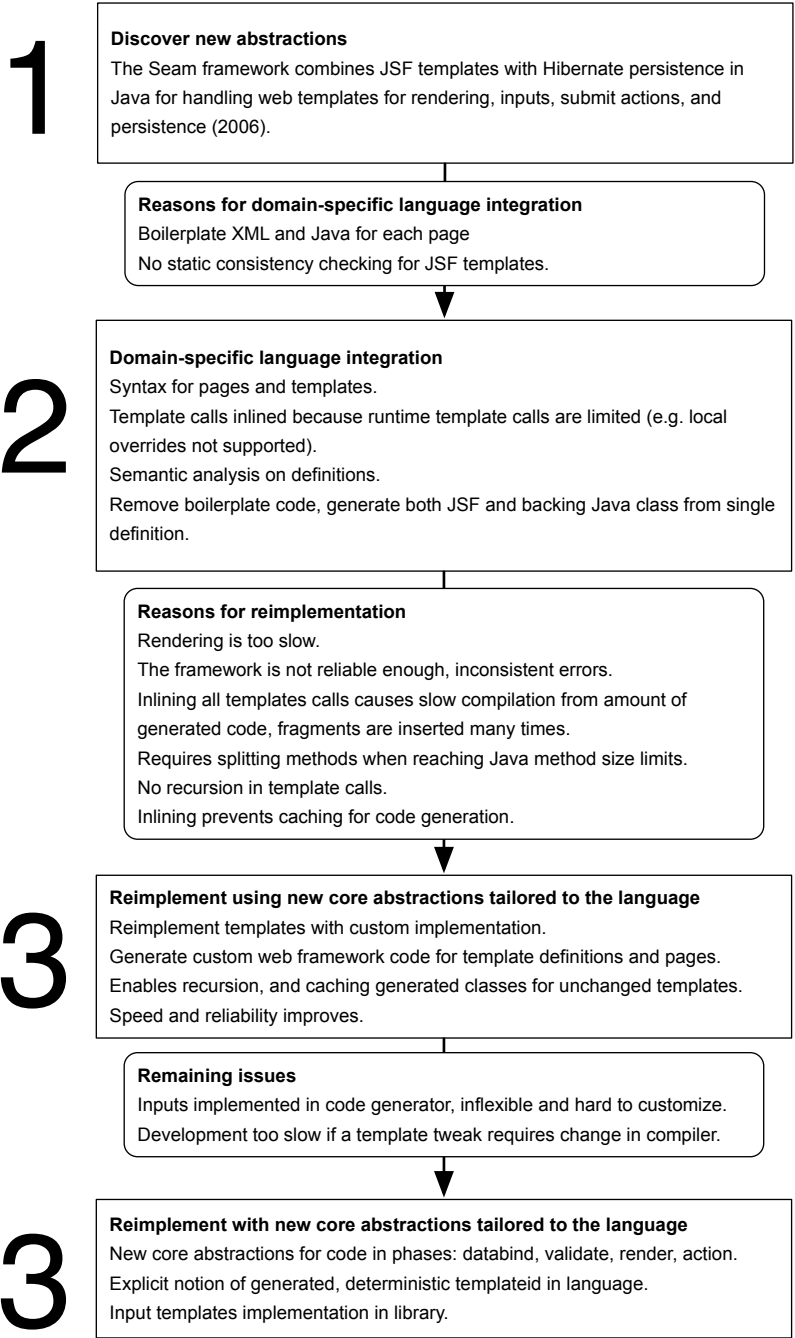 1
Discover new abstractions
The Seam framework combines JSF templates with Hibernate persistence in
Java for handling web templates for rendering, inputs, submit actions, and
persistence (2006).
Reasons for domain-specific language integration
Boilerplate XML and Java for each page
No static consistency checking for JSF templates.
2
Domain-specific language integration
Syntax for pages and templates.
Template calls inlined because runtime template calls are limited (e.g. local
overrides not supported).
Semantic analysis on definitions.
Remove boilerplate code, generate both JSF and backing Java class from single
definition.
Reasons for reimplementation
Rendering is too slow.
The framework is not reliable enough, inconsistent errors.
Inlining all templates calls causes slow compilation from amount of
generated code, fragments are inserted many times.
Requires splitting methods when reaching Java method size limits.
No recursion in template calls.
Inlining prevents caching for code generation.
3
Reimplement using new core abstractions tailored to the language
Reimplement templates with custom implementation.
Generate custom web framework code for template definitions and pages.
Enables recursion, and caching generated classes for unchanged templates.
Speed and reliability improves.
Remaining issues
Inputs implemented in code generator, inflexible and hard to customize.
Development too slow if a template tweak requires change in compiler.
3
Reimplement with new core abstractions tailored to the language
New core abstractions for code in phases: databind, validate, render, action.
Explicit notion of generated, deterministic templateid in language.
Input templates implementation in library.